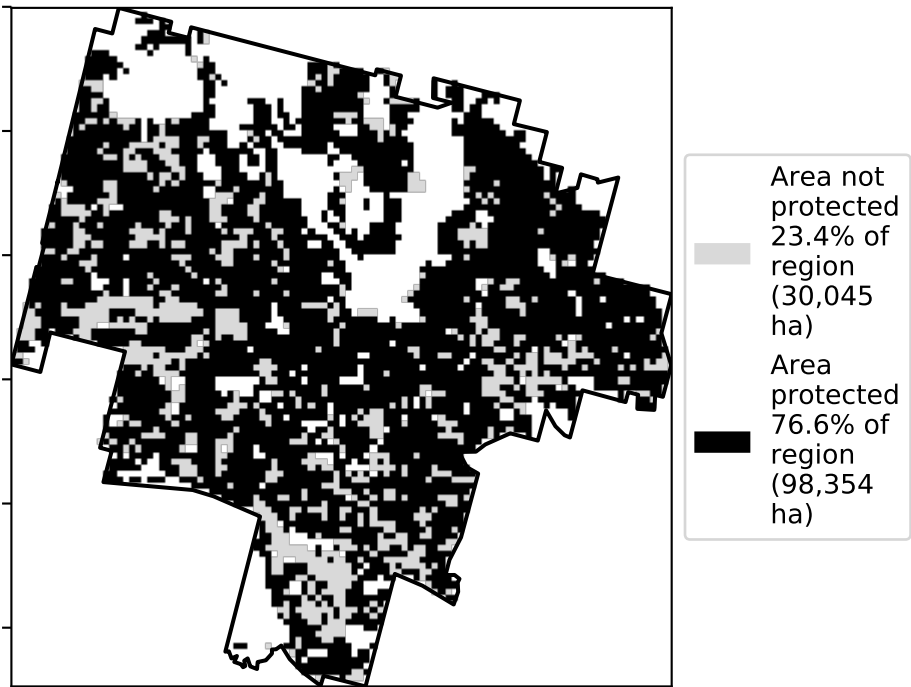 Area not
protected
23.4% of
region
(30,045
ha)
Area
protected
76.6% of
region
(98,354
ha)